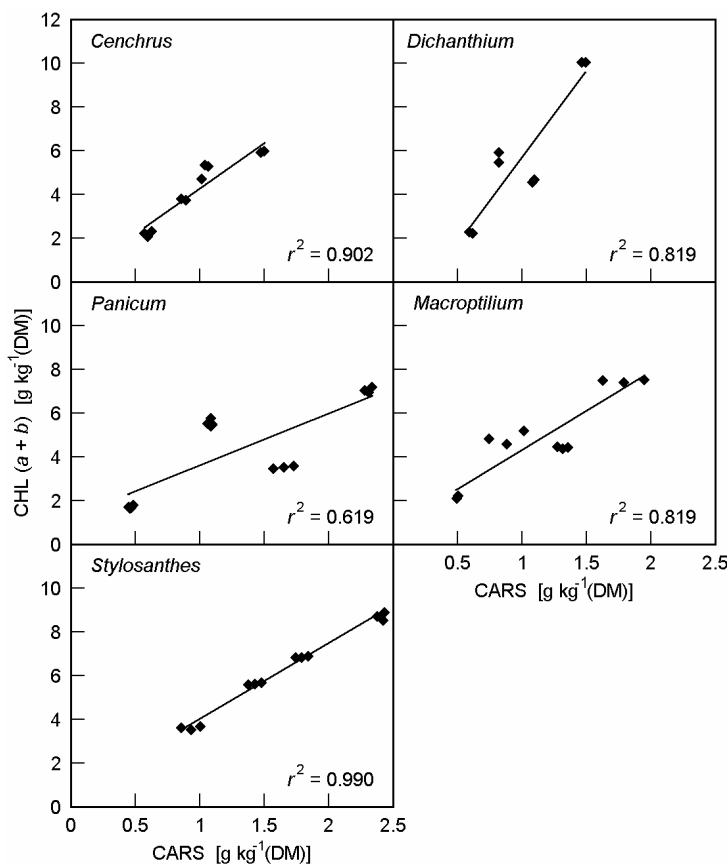 12
10
8
6
4
2
0
Cenchrus
r² = 0.902
Dichanthium
r² = 0.819
10
8
6
4
2
0
CHL (a + b) [g kg⁻¹(DM)]
Panicum
r² = 0.619
Macroptilium
r² = 0.819
0.5 1 1.5 2 2.5
CARS [g kg⁻¹(DM)]
10
8
6
4
2
0
Stylosanthes
r² = 0.990
0 0.5 1 1.5 2 2.5
CARS [g kg⁻¹(DM)]